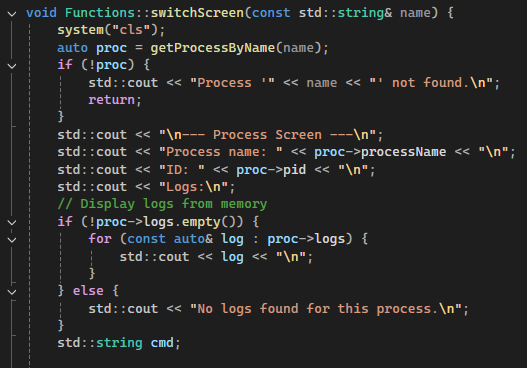 void Functions::switchScreen(const std::string& name) {
    system("cls");
    auto proc = getProcessByName(name);
    if (!proc) {
        std::cout << "Process '" << name << "' not found.\n";
        return;
    }
    std::cout << "\n--- Process Screen ---\n";
    std::cout << "Process name: " << proc->processName << "\n";
    std::cout << "ID: " << proc->pid << "\n";
    std::cout << "Logs:\n";
    // Display logs from memory
    if (!proc->logs.empty()) {
        for (const auto& log : proc->logs) {
            std::cout << log << "\n";
        }
    } else {
        std::cout << "No logs found for this process.\n";
    }
    std::string cmd;